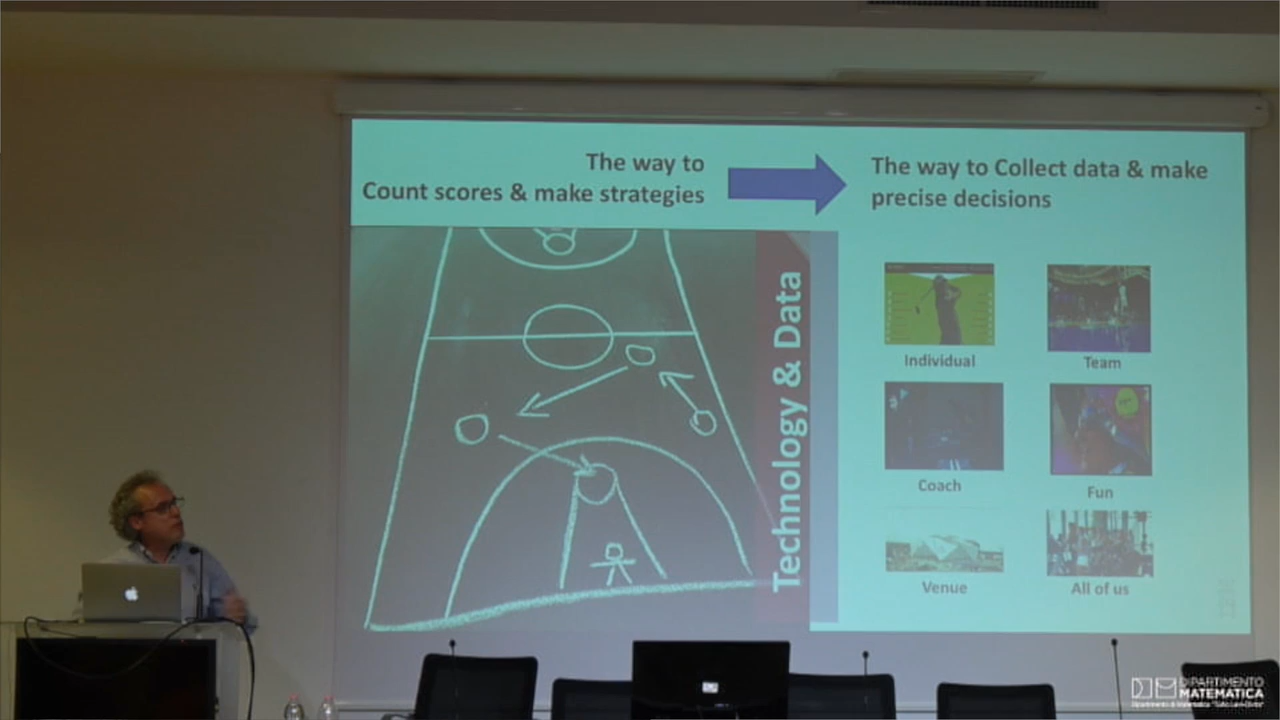 The way to
Count scores & make strategies
The way to Collect data & make
precise decisions
Technology & Data
Individual
Team
Coach
Fun
Venue
All of us
DIPARTIMENTO
MATEMATICA